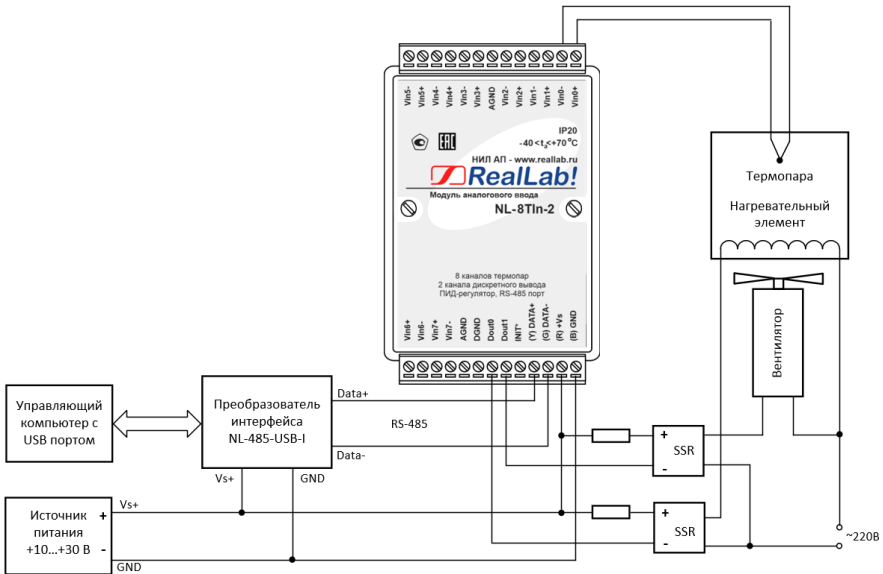 Vin5-
Vin5+
Vin4-
Vin4+
Vin3-
Vin3+
AGND
Vin2-
Vin2+
Vin1-
Vin1+
Vin0-
Vin0+
IP20
-40<tₐ<+70°C
ЕАС
НИЛ АП - www.reallab.ru
RealLab!
Модуль аналогового ввода
NL-8TIn-2
8 каналов термопар
2 канала дискретного вывода
ПИД-регулятор, RS-485 порт
Vin6+
Vin6-
Vin7+
Vin7-
AGND
DGND
Dout0
Dout1
INIT*
(Y) DATA+
(G) DATA-
(R) +Vs
(B) GND
Термопара
Нагревательный
элемент
Вентилятор
Управляющий
компьютер с
USB портом
Преобразователь
интерфейса
NL-485-USB-I
Data+
RS-485
Data-
Vs+
GND
+
SSR
-
Источник
питания
+10...+30 В
+
-
Vs+
GND
+
SSR
-
~220В